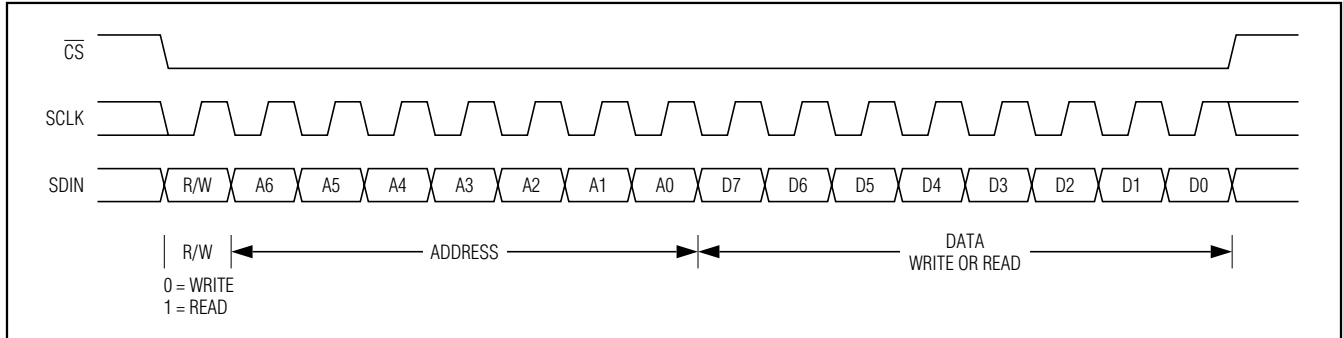 CS
SCLK
SDIN R/W A6 A5 A4 A3 A2 A1 A0 D7 D6 D5 D4 D3 D2 D1 D0
R/W ADDRESS DATA
WRITE OR READ
0 = WRITE
1 = READ